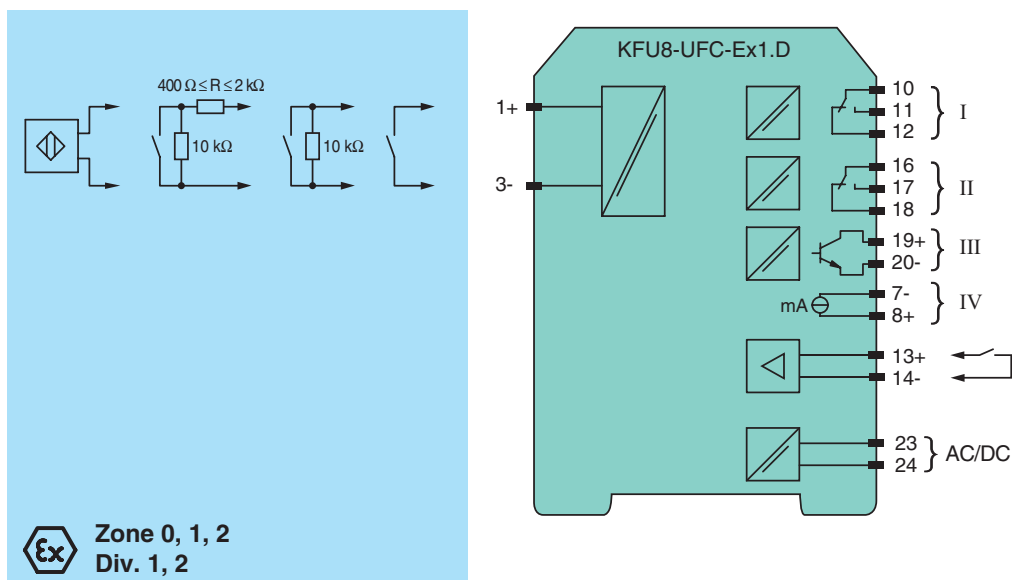 400 Ω≤R≤2 kΩ
10 kΩ
10 kΩ
Ex
Zone 0, 1, 2
Div. 1, 2
KFU8-UFC-Ex1.D
1+
3-
10
11
12
I
16
17
18
II
19+
20-
III
mA
7-
8+
IV
13+
14-
23
24
AC/DC